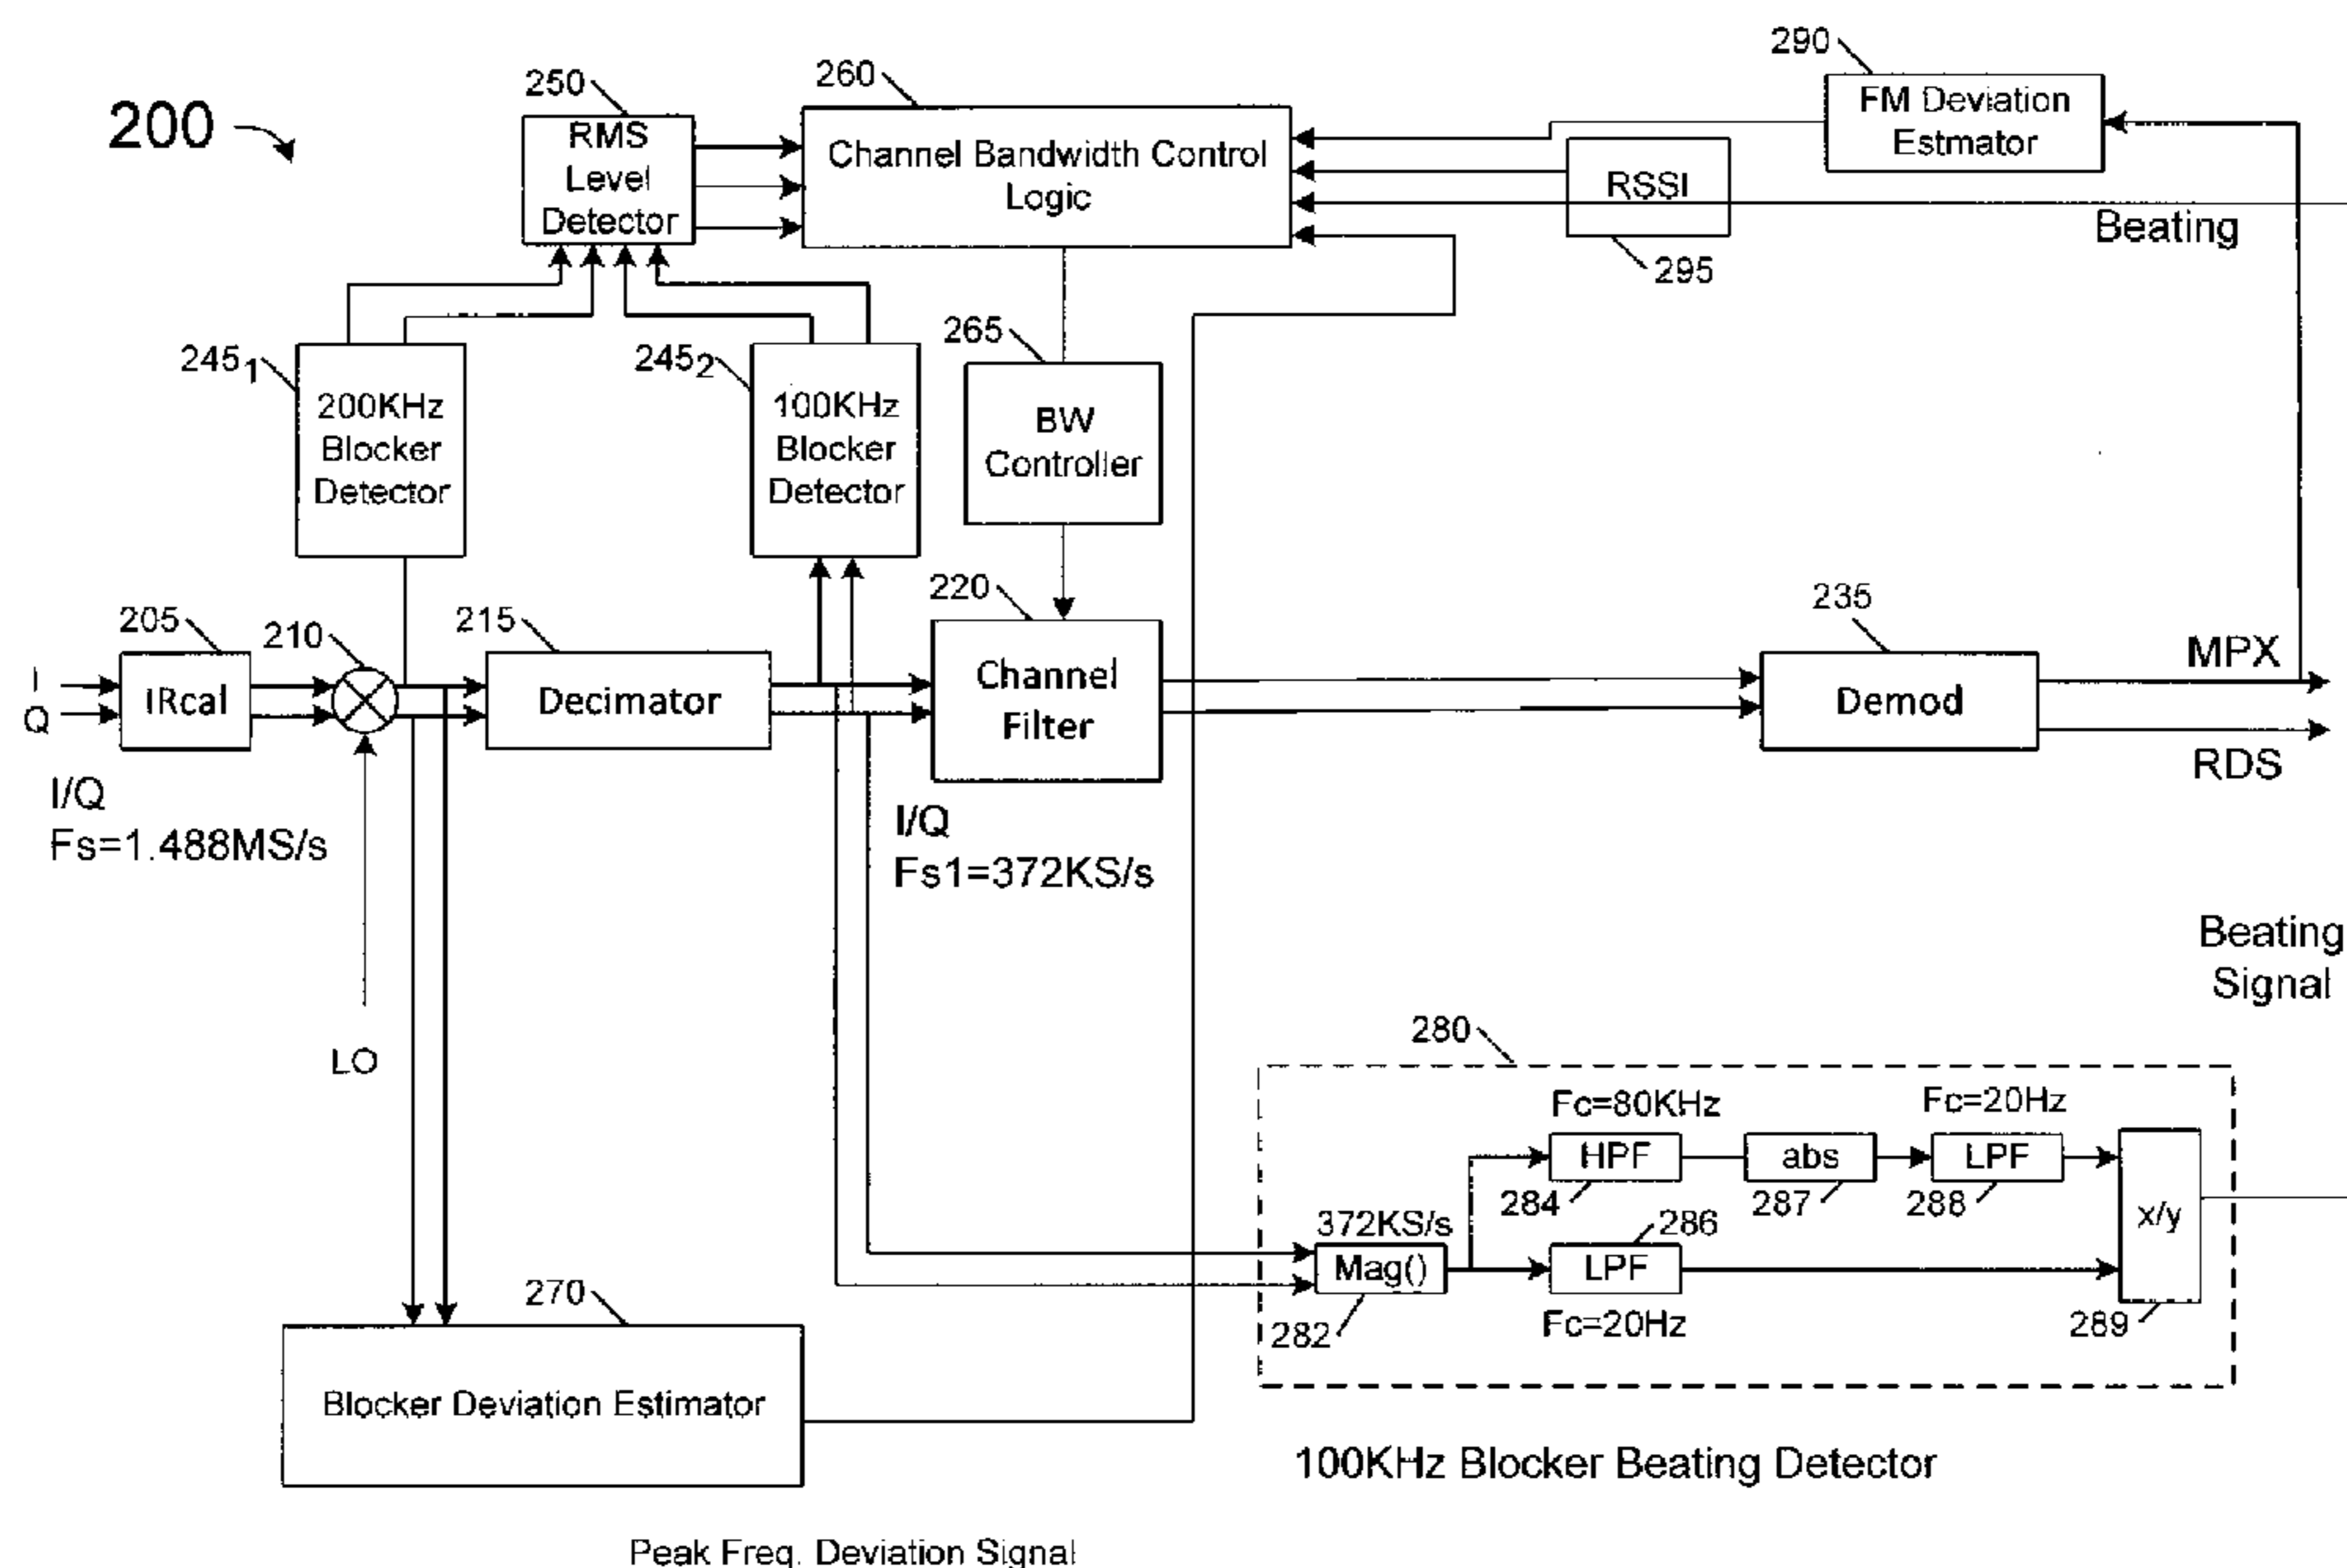 200
250
RMS
Level
Detector
260
Channel Bandwidth Control
Logic
290
FM Deviation
Estmator
RSSI
295
Beating
245₁
200KHz
Blocker
Detector
245₂
100KHz
Blocker
Detector
265
BW
Controller
I
Q
205
IRcal
210
215
Decimator
220
Channel
Filter
235
Demod
MPX
RDS
I/Q
Fs=1.488MS/s
LO
I/Q
Fs1=372KS/s
Beating
Signal
280
Fc=80KHz
Fc=20Hz
HPF
abs
LPF
284
287
288
372KS/s
Mag()
282
286
LPF
Fc=20Hz
x/y
289
270
Blocker Deviation Estimator
100KHz Blocker Beating Detector
Peak Freq. Deviation Signal